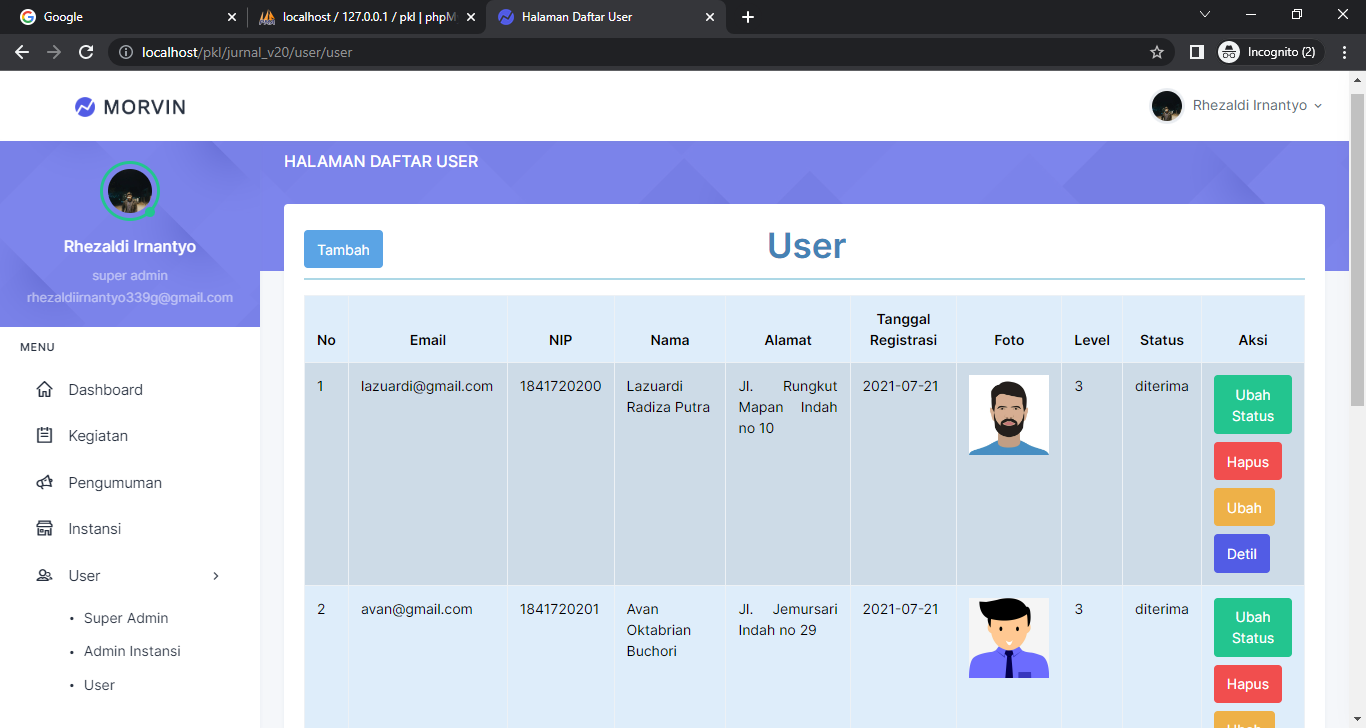 Google
localhost / 127.0.0.1 / pkl | phpM
Halaman Daftar User
localhost/pkl/jurnal_v20/user/user
Incognito (2)
MORVIN
Rhezaldi Irnantyo
Rhezaldi Irnantyo
super admin
rhezaldiirnantyo339g@gmail.com
MENU
Dashboard
Kegiatan
Pengumuman
Instansi
User
• Super Admin
• Admin Instansi
• User
HALAMAN DAFTAR USER
Tambah
User
No Email NIP Nama Alamat Tanggal Registrasi Foto Level Status Aksi
1 lazuardi@gmail.com 1841720200 Lazuardi Radiza Putra Jl. Rungkut Mapan Indah no 10 2021-07-21 3 diterima
Ubah Status
Hapus
Ubah
Detil
2 avan@gmail.com 1841720201 Avan Oktabrian Buchori Jl. Jemursari Indah no 29 2021-07-21 3 diterima
Ubah Status
Hapus
Ubah